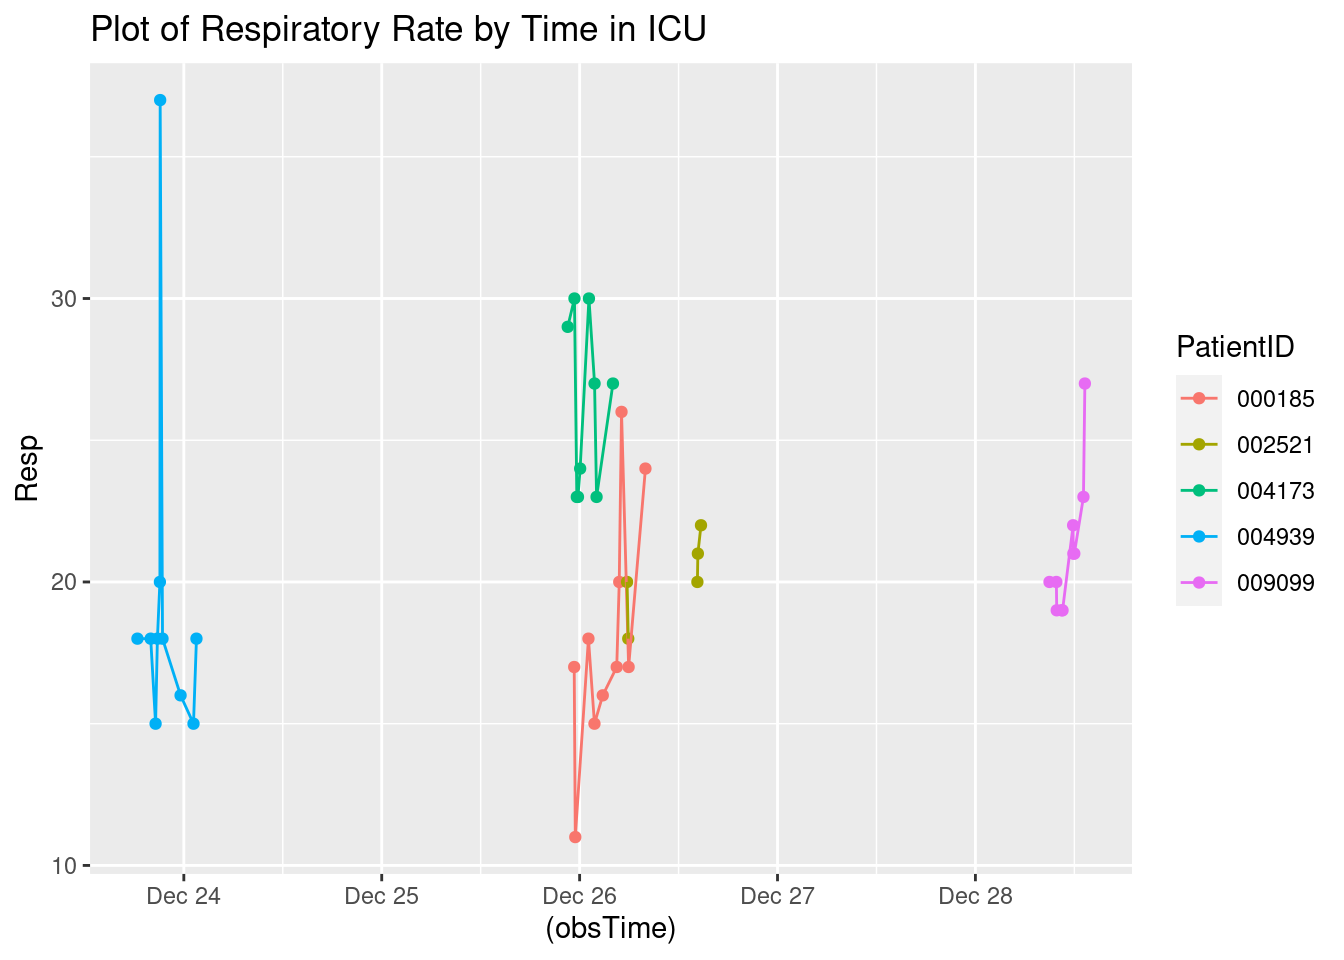 Plot of Respiratory Rate by Time in ICU
Resp
30
20
10
Dec 24
Dec 25
Dec 26
Dec 27
Dec 28
(obsTime)
PatientID
000185
002521
004173
004939
009099